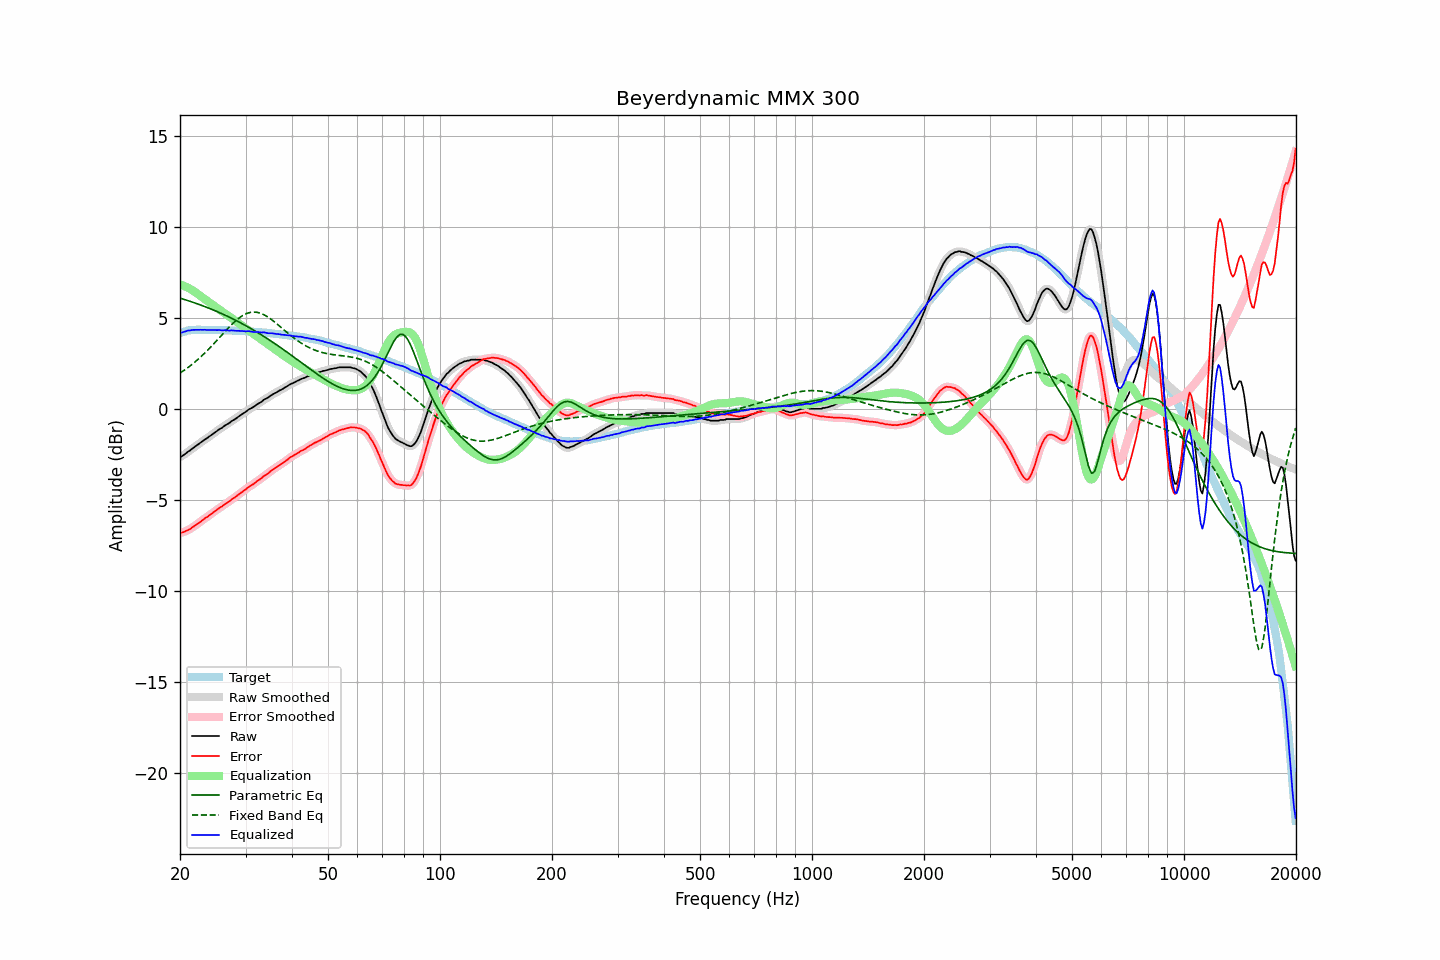 Beyerdynamic MMX 300
Amplitude (dBr)
15
10
5
0
−5
−10
−15
−20
Target
Raw Smoothed
Error Smoothed
Raw
Error
Equalization
Parametric Eq
Fixed Band Eq
Equalized
20 50 100 200 500 1000 2000 5000 10000 20000
Frequency (Hz)